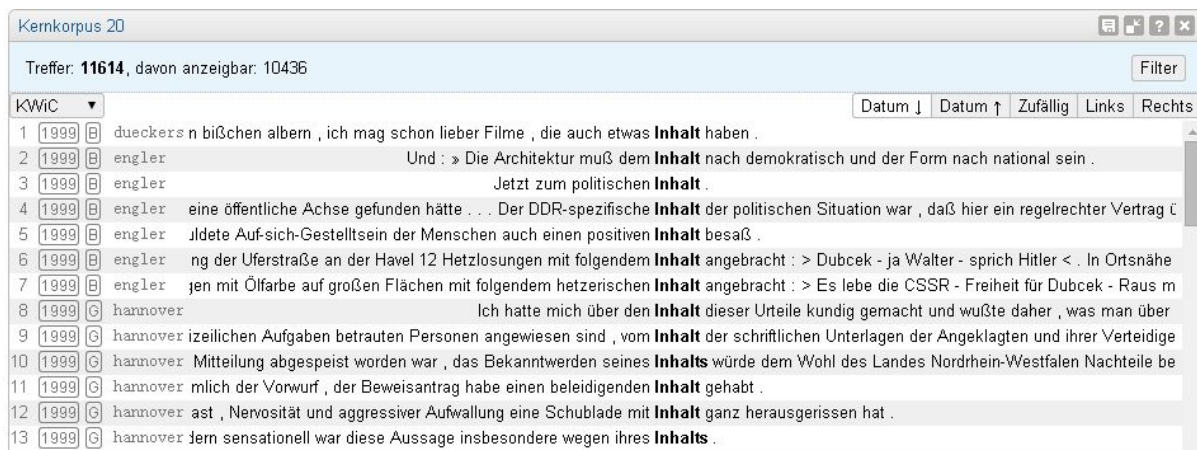 Kernkorpus 20
Treffer: 11614, davon anzeigbar: 10436 Filter
KWiC Datum ↓ Datum ↑ Zufällig Links Rechts
1 1999 B dueckers n bißchen albern , ich mag schon lieber Filme , die auch etwas Inhalt haben .
2 1999 B engler Und : » Die Architektur muß dem Inhalt nach demokratisch und der Form nach national sein .
3 1999 B engler Jetzt zum politischen Inhalt .
4 1999 B engler eine öffentliche Achse gefunden hätte . . . Der DDR-spezifische Inhalt der politischen Situation war , daß hier ein regelrechter Vertrag ü
5 1999 B engler uldete Auf-sich-Gestelltsein der Menschen auch einen positiven Inhalt besaß .
6 1999 B engler ng der Uferstraße an der Havel 12 Hetzlosungen mit folgendem Inhalt angebracht : > Dubcek - ja Walter - sprich Hitler < . In Ortsnähe
7 1999 B engler gen mit Ölfarbe auf großen Flächen mit folgendem hetzerischen Inhalt angebracht : > Es lebe die CSSR - Freiheit für Dubcek - Raus m
8 1999 G hannover Ich hatte mich über den Inhalt dieser Urteile kundig gemacht und wußte daher , was man über
9 1999 G hannover izeilichen Aufgaben betrauten Personen angewiesen sind , vom Inhalt der schriftlichen Unterlagen der Angeklagten und ihrer Verteidige
10 1999 G hannover Mitteilung abgespeist worden war , das Bekanntwerden seines Inhalts würde dem Wohl des Landes Nordrhein-Westfalen Nachteile be
11 1999 G hannover mlich der Vorwurf , der Beweisantrag habe einen beleidigenden Inhalt gehabt .
12 1999 G hannover ast , Nervosität und aggressiver Aufwallung eine Schublade mit Inhalt ganz herausgerissen hat .
13 1999 G hannover dern sensationell war diese Aussage insbesondere wegen ihres Inhalts .